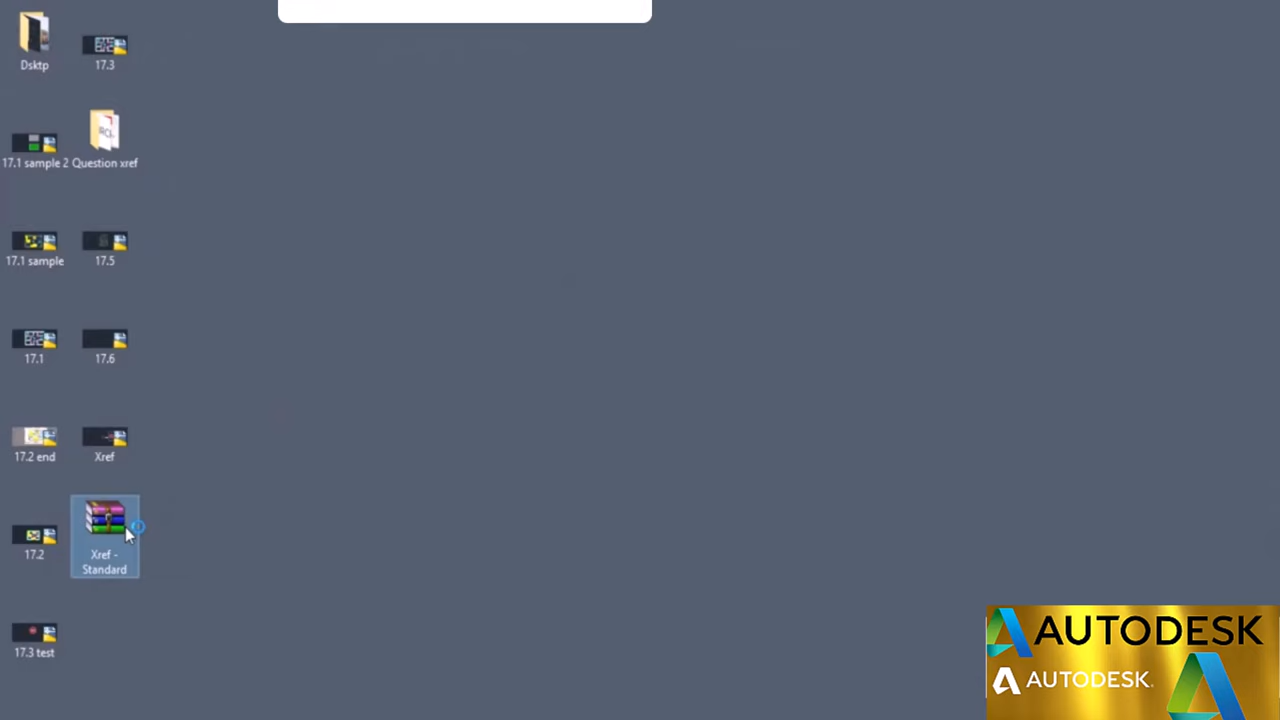 Dsktp
17.3
17.1 sample 2
Question xref
17.1 sample
17.5
17.1
17.6
17.2 end
Xref
17.2
Xref -
Standard
17.3 test
AUTODESK
AUTODESK.